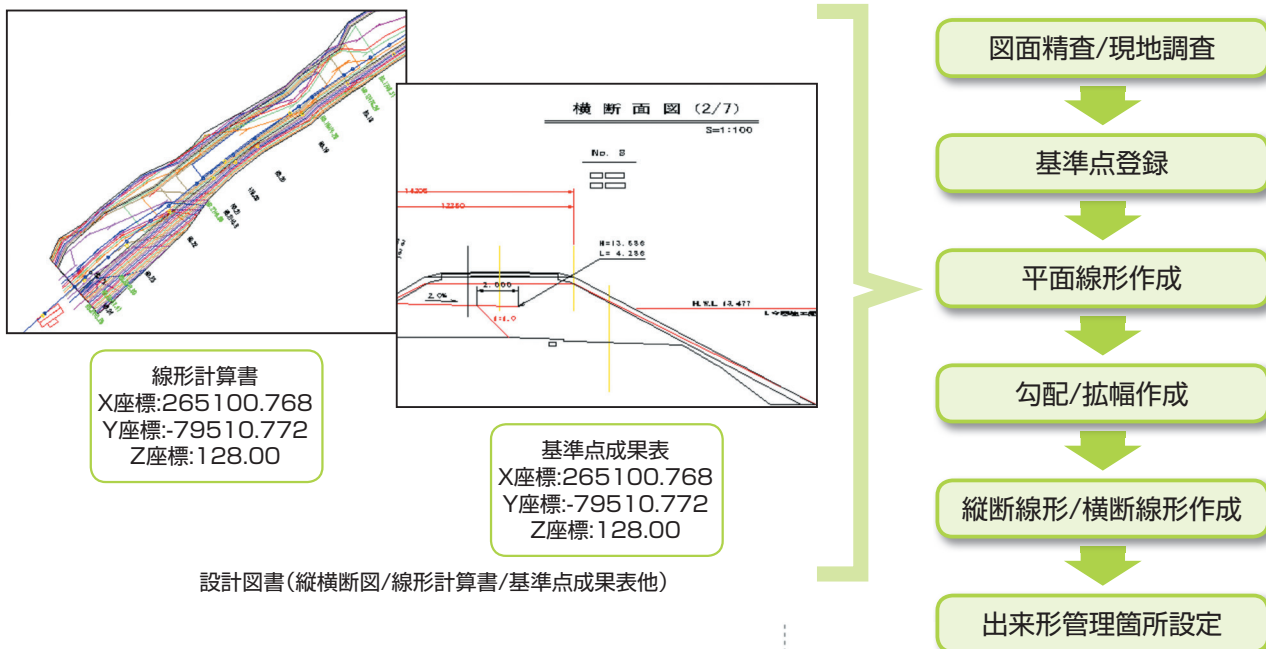 横断面図 (2/7)
S=1:100
No. 8
14205
12280
H=13.686
L= 4.286
2.000
2.0%
1:1.0
H.W.L 13.477
線形計算書
X座標:265100.768
Y座標:-79510.772
Z座標:128.00
基準点成果表
X座標:265100.768
Y座標:-79510.772
Z座標:128.00
設計図書(縦横断図/線形計算書/基準点成果表他)
図面精査/現地調査
基準点登録
平面線形作成
勾配/拡幅作成
縦断線形/横断線形作成
出来形管理箇所設定